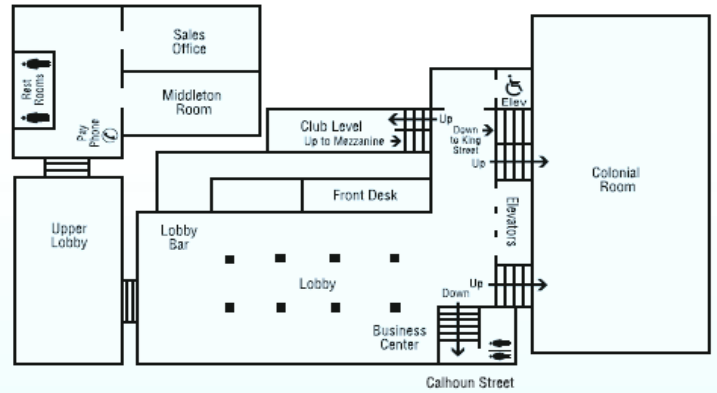 Sales
Office
Rest
Rooms
Middleton
Room
Pay
Phone
Elev
Club Level
Up to Mezzanine
Up
Down
to King
Street
Up
Colonial
Room
Front Desk
Elevators
Upper
Lobby
Lobby
Bar
Lobby
Up
Down
Business
Center
Calhoun Street